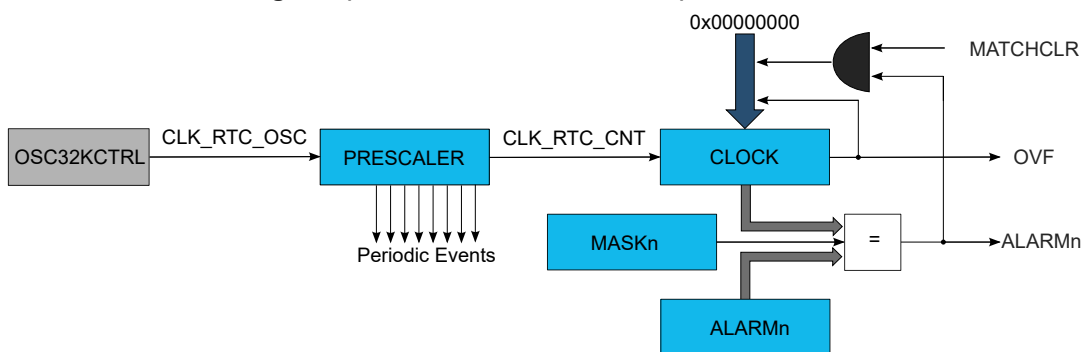 0x00000000
MATCHCLR
OSC32KCTRL
CLK_RTC_OSC
PRESCALER
CLK_RTC_CNT
CLOCK
OVF
Periodic Events
MASKn
=
ALARMn
ALARMn